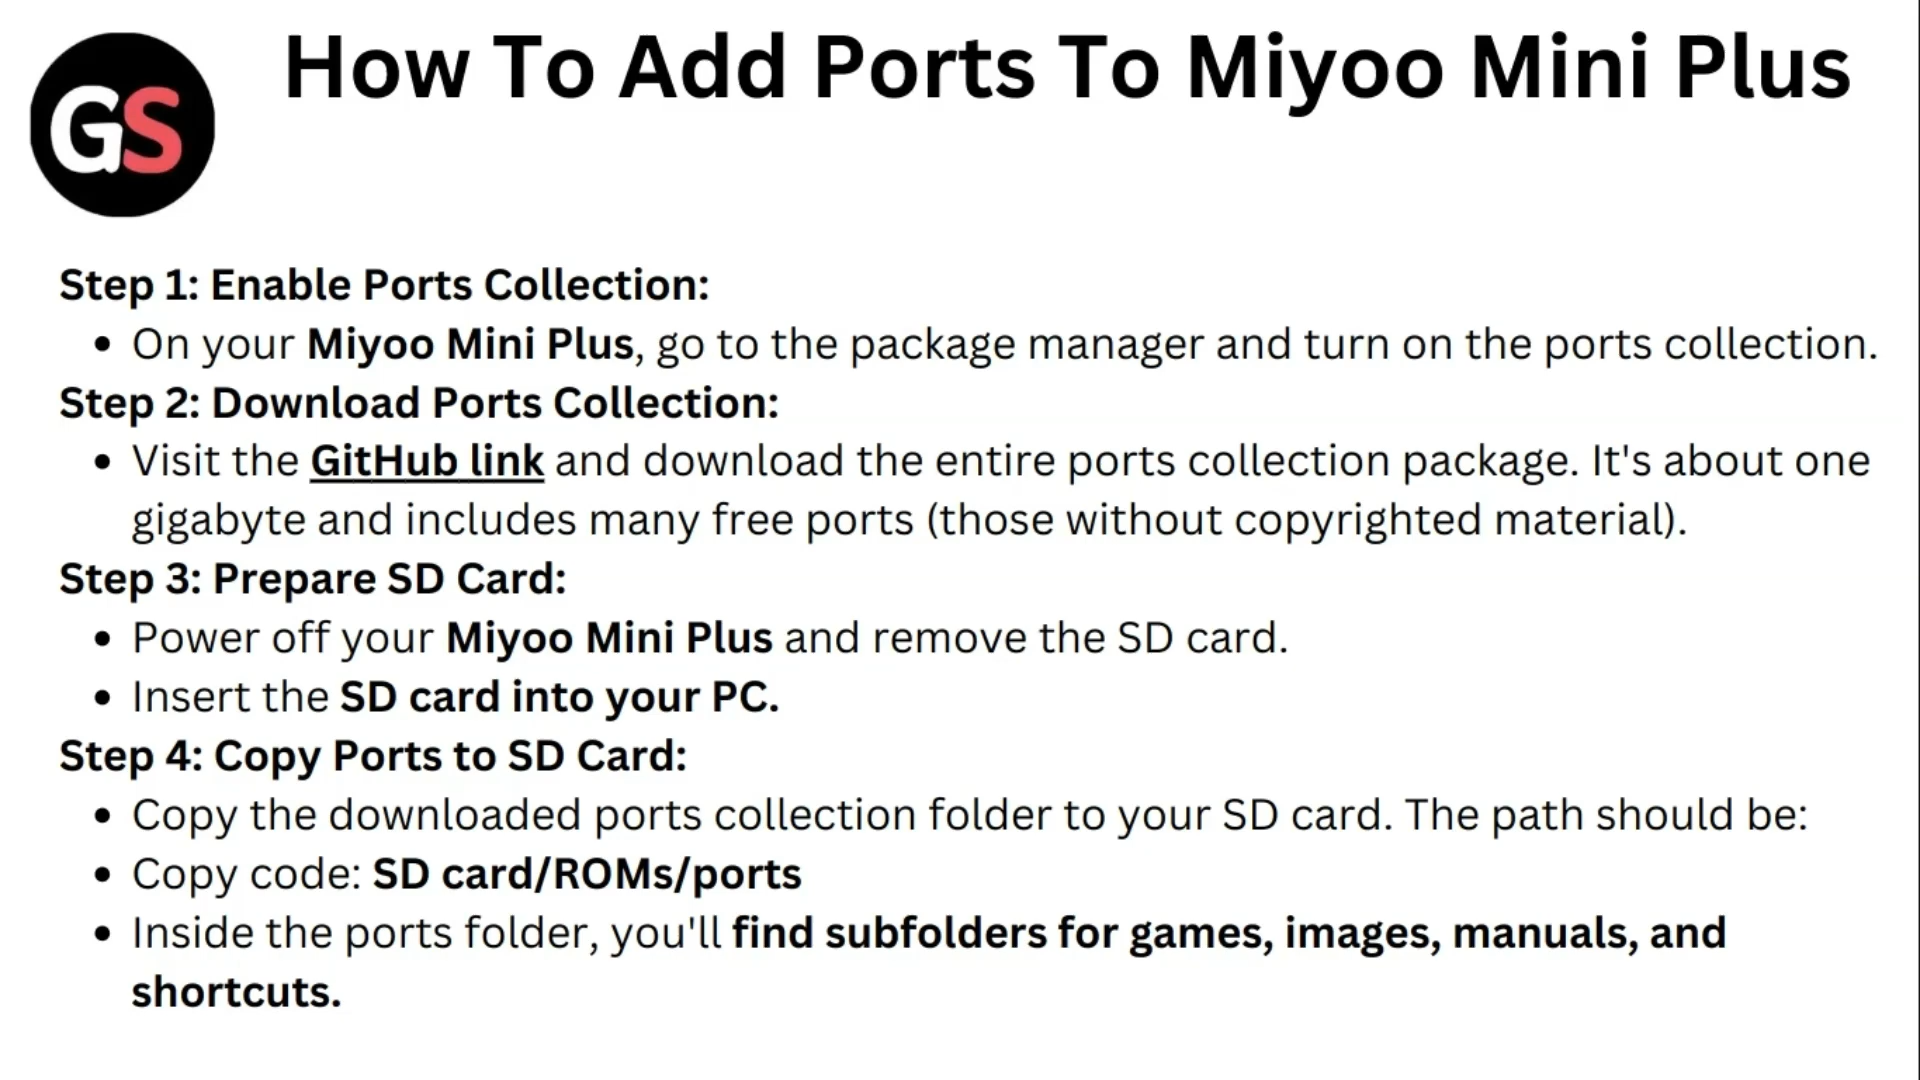 GS
How To Add Ports To Miyoo Mini Plus
Step 1: Enable Ports Collection:
• On your Miyoo Mini Plus, go to the package manager and turn on the ports collection.
Step 2: Download Ports Collection:
• Visit the GitHub link and download the entire ports collection package. It's about one
gigabyte and includes many free ports (those without copyrighted material).
Step 3: Prepare SD Card:
• Power off your Miyoo Mini Plus and remove the SD card.
• Insert the SD card into your PC.
Step 4: Copy Ports to SD Card:
• Copy the downloaded ports collection folder to your SD card. The path should be:
• Copy code: SD card/ROMs/ports
• Inside the ports folder, you'll find subfolders for games, images, manuals, and
shortcuts.